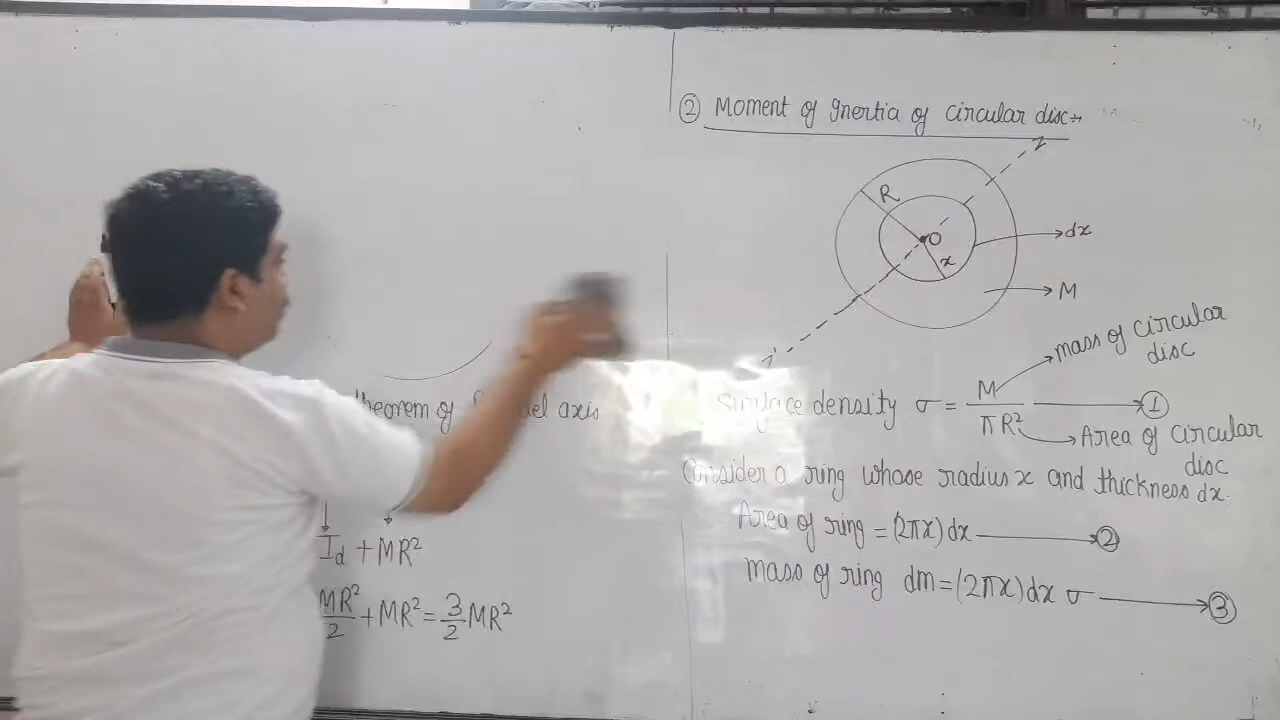 theorem of axis
I_d + MR²
MR²/2 + MR² = 3/2 MR²
② Moment of Inertia of circular disc→
Z
R
O
dx
x
M
Z'
mass of circular disc
Surface density σ = M/πR² ①
Area of circular disc
Consider a ring whose radius x and thickness dx.
Area of ring = (2πx) dx ②
mass of ring dm = (2πx) dx σ ③